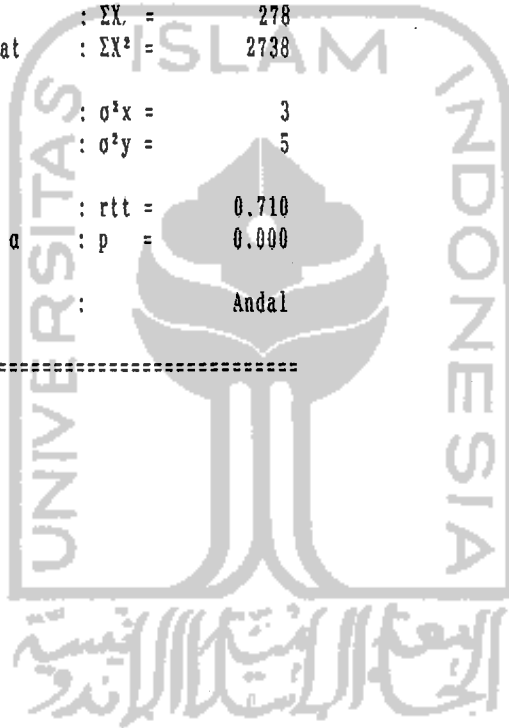 : ΣX, = 278
at : ΣX² = 2738
: σ²x = 3
: σ²y = 5
: rtt = 0.710
α : p = 0.000
: Andal
==============================
UNIVERSITAS
ISLAM
INDONESIA